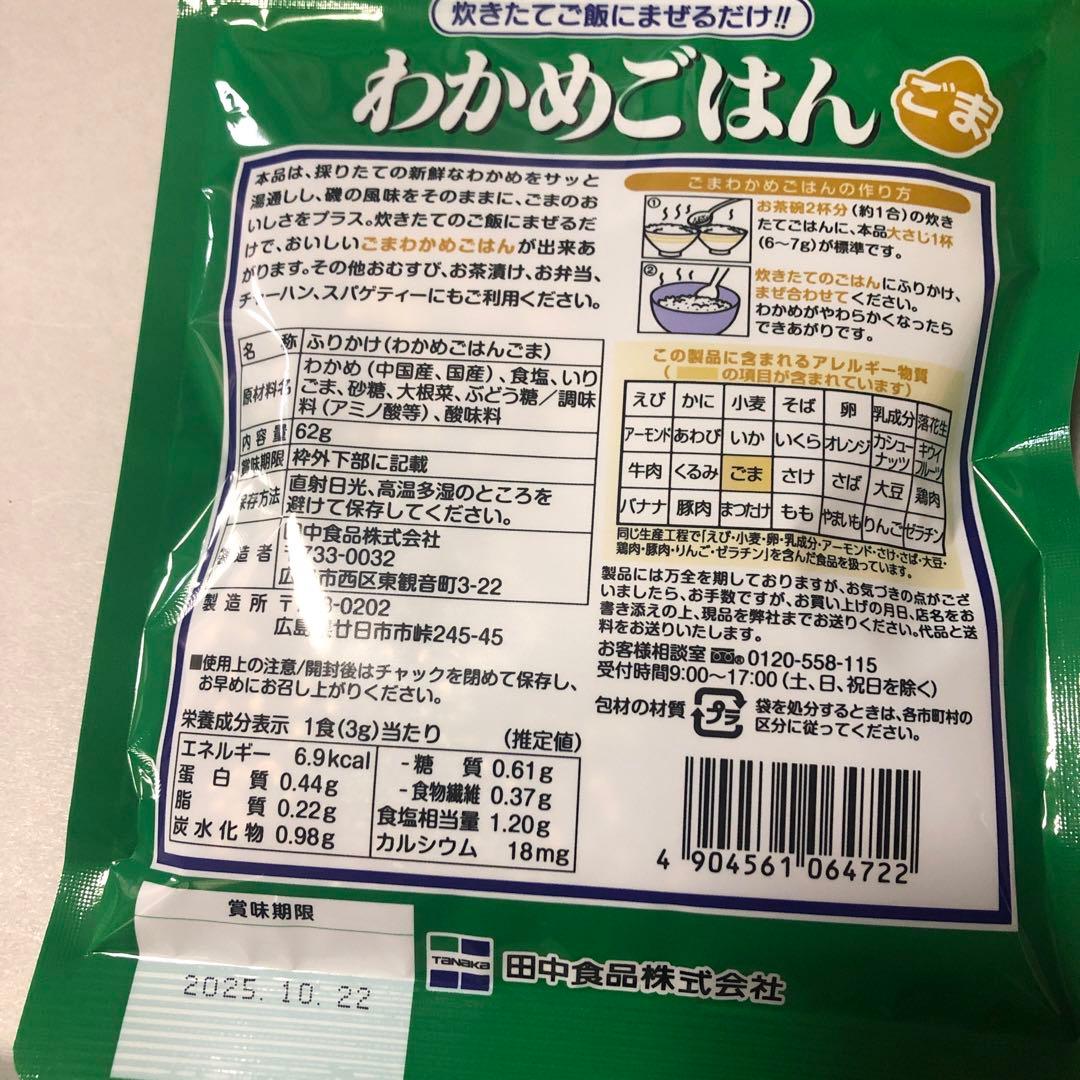 炊きたてご飯にまぜるだけ!!
わかめごはん
ごま
本品は、採りたての新鮮なわかめをサッと
湯通しし、磯の風味をそのままに、ごまのお
いしさをプラス。炊きたてのご飯にまぜるだ
けで、おいしいごまわかめごはんが出来あ
がります。その他おむすび、お茶漬け、お弁当、
チャーハン、スパゲティーにもご利用ください。
ごまわかめごはんの作り方
① お茶碗2杯分(約1合)の炊き
たてごはんに、本品大さじ1杯
(6〜7g)が標準です。
② 炊きたてのごはんにふりかけ、
まぜ合わせてください。
わかめがやわらかくなったら
できあがりです。
名称 ふりかけ(わかめごはんごま)
原材料名 わかめ(中国産、国産)、食塩、いり
ごま、砂糖、大根菜、ぶどう糖/調味
料(アミノ酸等)、酸味料
内容量 62g
賞味期限 枠外下部に記載
保存方法 直射日光、高温多湿のところを
避けて保存してください。
製造者 田中食品株式会社
〒733-0032
広島市西区東観音町3-22
製造所 〒 -0202
広島県廿日市市峠245-45
■使用上の注意/開封後はチャックを閉めて保存し、
お早めにお召し上がりください。
栄養成分表示 1食(3g)当たり (推定値)
エネルギー 6.9kcal
蛋白質 0.44g
脂質 0.22g
炭水化物 0.98g
-糖質 0.61g
-食物繊維 0.37g
食塩相当量 1.20g
カルシウム 18mg
この製品に含まれるアレルギー物質
( の項目が含まれています)
えび かに 小麦 そば 卵 乳成分 落花生
アーモンド あわび いか いくら オレンジ カシューナッツ キウイフルーツ
牛肉 くるみ ごま さけ さば 大豆 鶏肉
バナナ 豚肉 まつたけ もも やまいも りんご ゼラチン
同じ生産工程で「えび・小麦・卵・乳成分・アーモンド・さけ・さば・大豆・
鶏肉・豚肉・りんご・ゼラチン」を含んだ食品を扱っています。
製品には万全を期しておりますが、お気づきの点がござ
いましたら、お手数ですが、お買い上げの月日、店名をお
書き添えの上、現品を弊社までお送りください。代品と送
料をお送りいたします。
お客様相談室 0120-558-115
受付時間9:00〜17:00(土、日、祝日を除く)
包材の材質 プラ 袋を処分するときは、各市町村の
区分に従ってください。
4 904561 064722
賞味期限
2025.10.22
TANAKA 田中食品株式会社